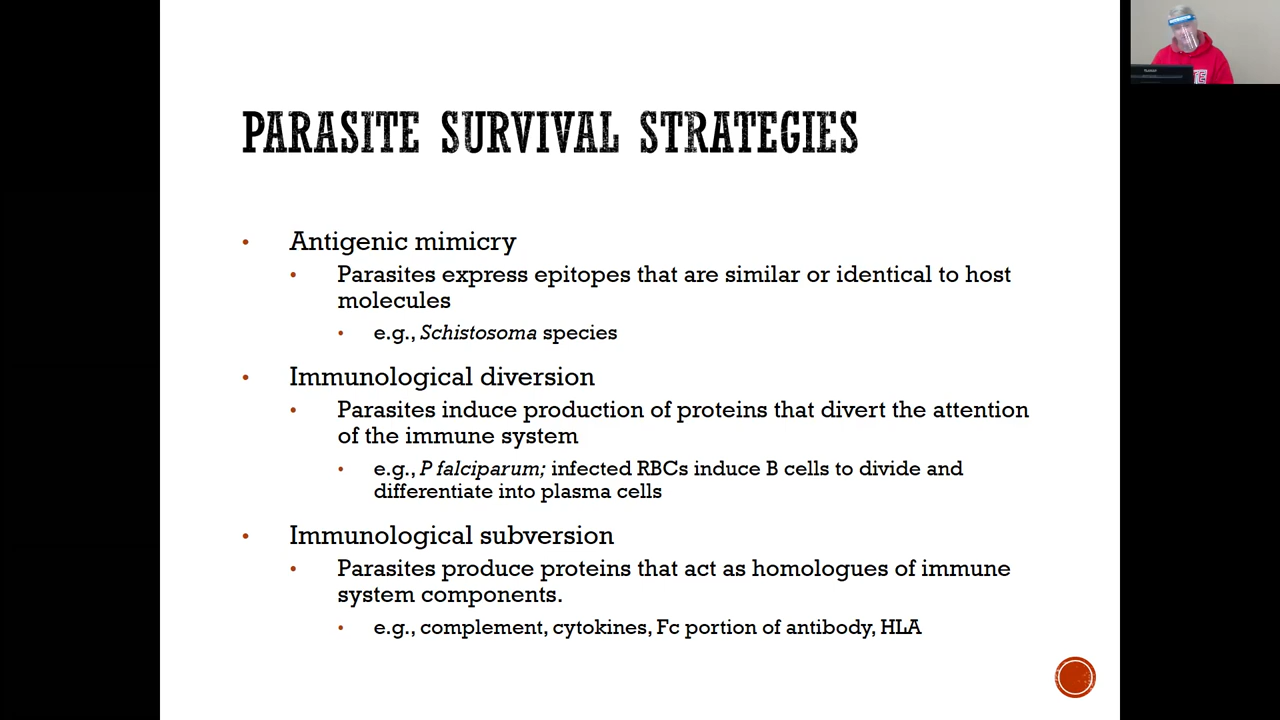 PARASITE SURVIVAL STRATEGIES
• Antigenic mimicry
• Parasites express epitopes that are similar or identical to host
molecules
• e.g., Schistosoma species
• Immunological diversion
• Parasites induce production of proteins that divert the attention
of the immune system
• e.g., P falciparum; infected RBCs induce B cells to divide and
differentiate into plasma cells
• Immunological subversion
• Parasites produce proteins that act as homologues of immune
system components.
• e.g., complement, cytokines, Fc portion of antibody, HLA